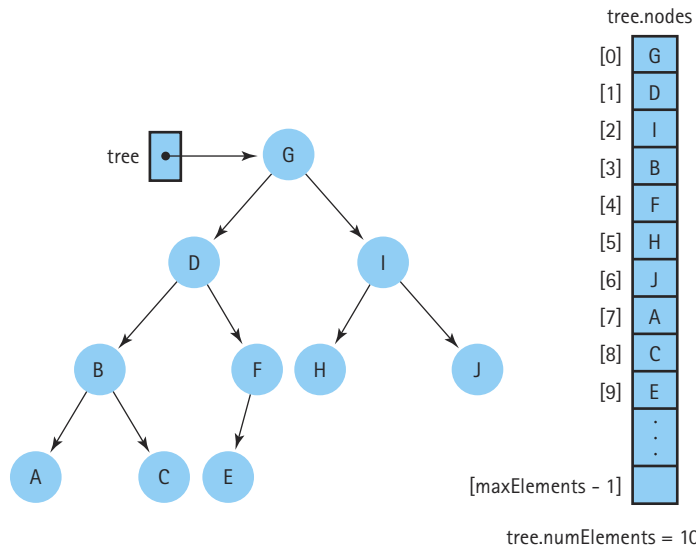 tree.nodes
[0] G
[1] D
[2] I
[3] B
[4] F
[5] H
[6] J
[7] A
[8] C
[9] E
[maxElements - 1]
tree.numElements = 10
tree
G
D I
B F H J
A C E